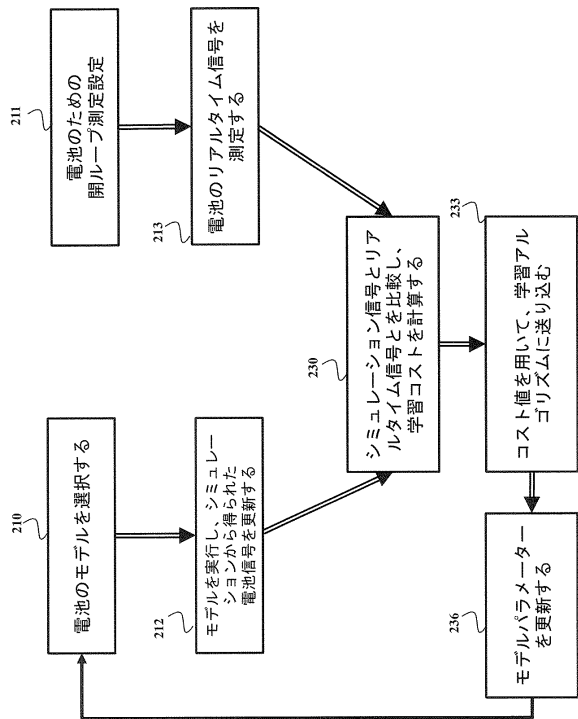 210
電池のモデルを選択する
212
モデルを実行し、シミュレー
ションから得られた
電池信号を更新する
211
電池のための
開ループ測定設定
213
電池のリアルタイム信号を
測定する
230
シミュレーション信号とリア
ルタイム信号とを比較し、
学習コストを計算する
233
コスト値を用いて、学習アル
ゴリズムに送り込む
236
モデルパラメーター
を更新する